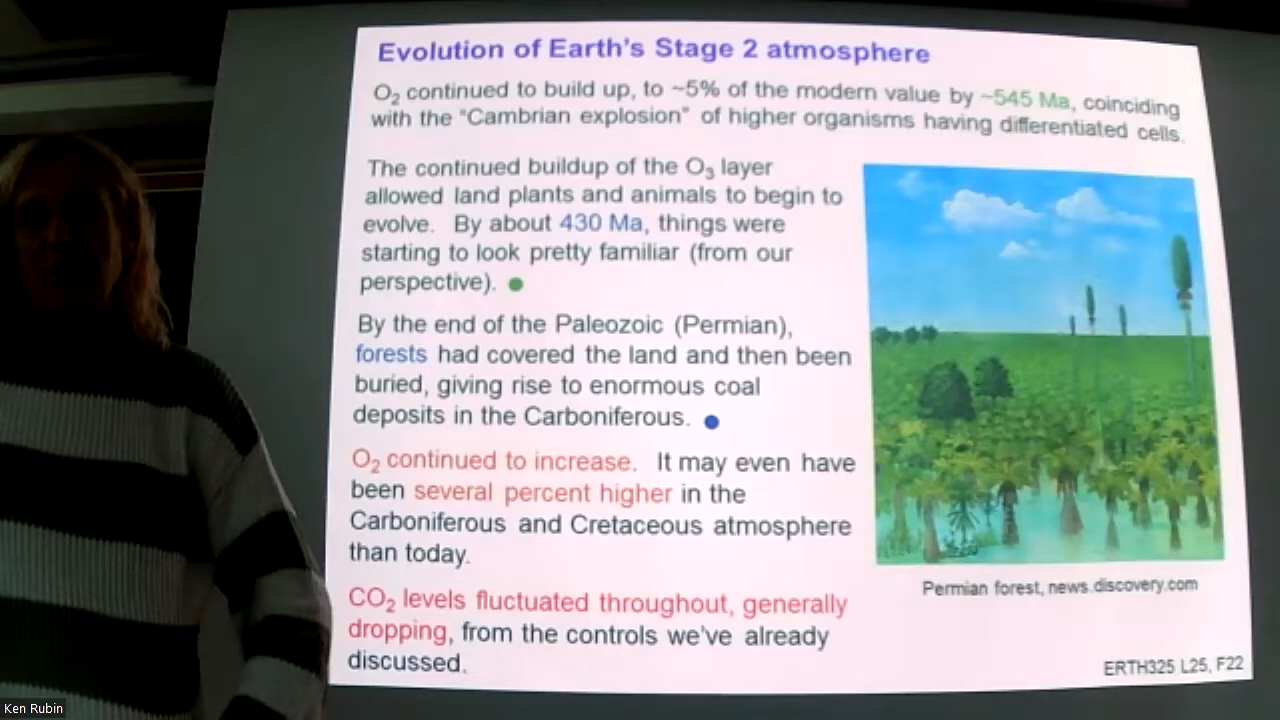 Evolution of Earth's Stage 2 atmosphere
O₂ continued to build up, to ~5% of the modern value by ~545 Ma, coinciding
with the "Cambrian explosion" of higher organisms having differentiated cells.
The continued buildup of the O₃ layer
allowed land plants and animals to begin to
evolve. By about 430 Ma, things were
starting to look pretty familiar (from our
perspective).
By the end of the Paleozoic (Permian),
forests had covered the land and then been
buried, giving rise to enormous coal
deposits in the Carboniferous.
O₂ continued to increase. It may even have
been several percent higher in the
Carboniferous and Cretaceous atmosphere
than today.
CO₂ levels fluctuated throughout, generally
dropping, from the controls we've already
discussed.
Permian forest, news.discovery.com
ERTH325 L25, F22
Ken Rubin